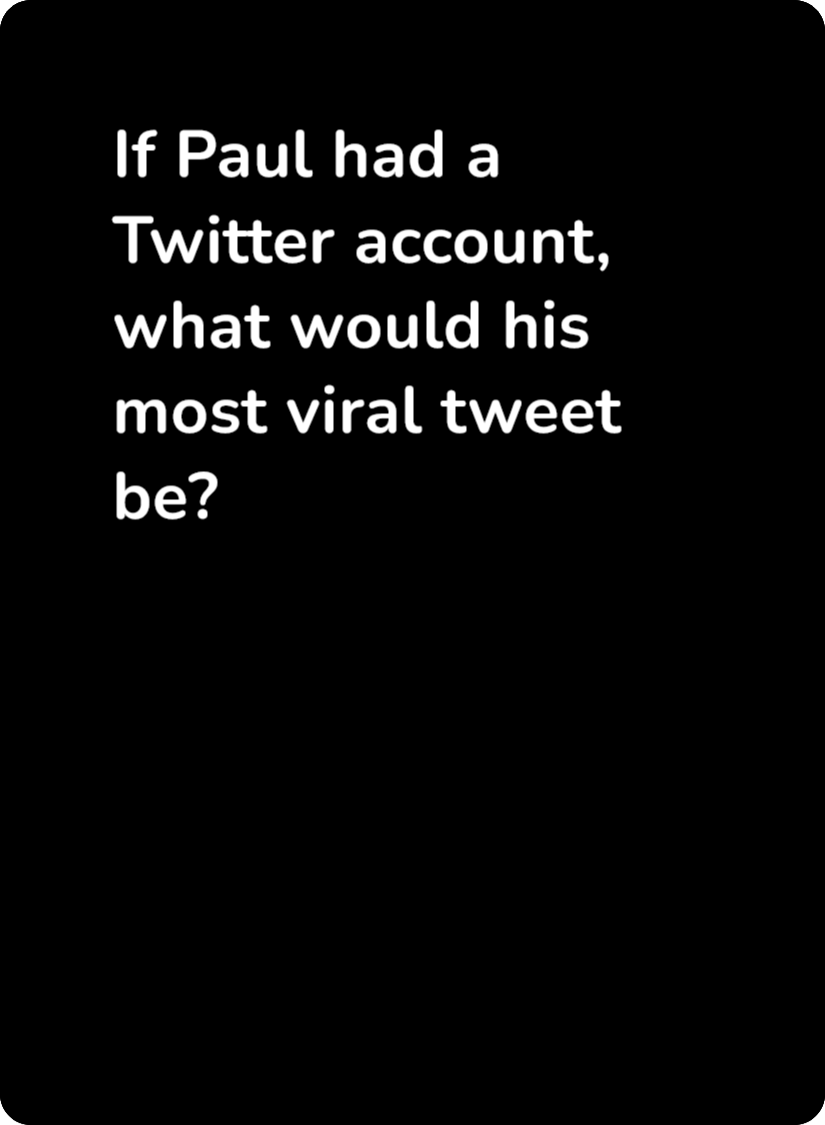 If Paul had a
Twitter account,
what would his
most viral tweet
be?